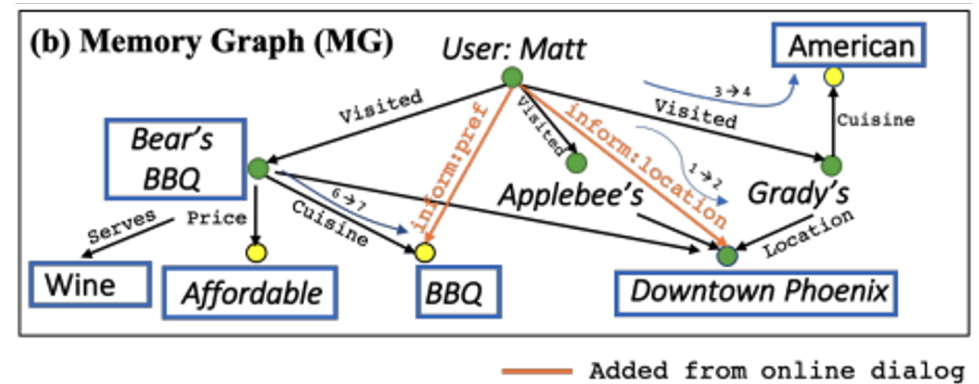 (b) Memory Graph (MG)
User: Matt
American
3→4
Visited
Visited
Visited
Cuisine
Bear's
BBQ
inform:pref
inform:location
1→2
Applebee's
Grady's
6→7
Serves
Price
Cuisine
Location
Wine
Affordable
BBQ
Downtown Phoenix
Added from online dialog